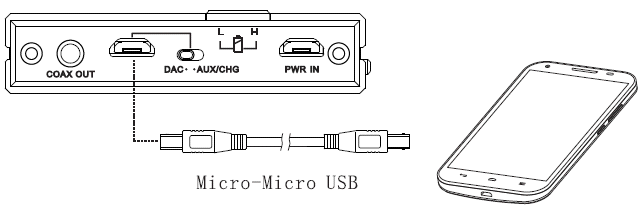 L H
COAX OUT DAC··AUX/CHG PWR IN
Micro-Micro USB